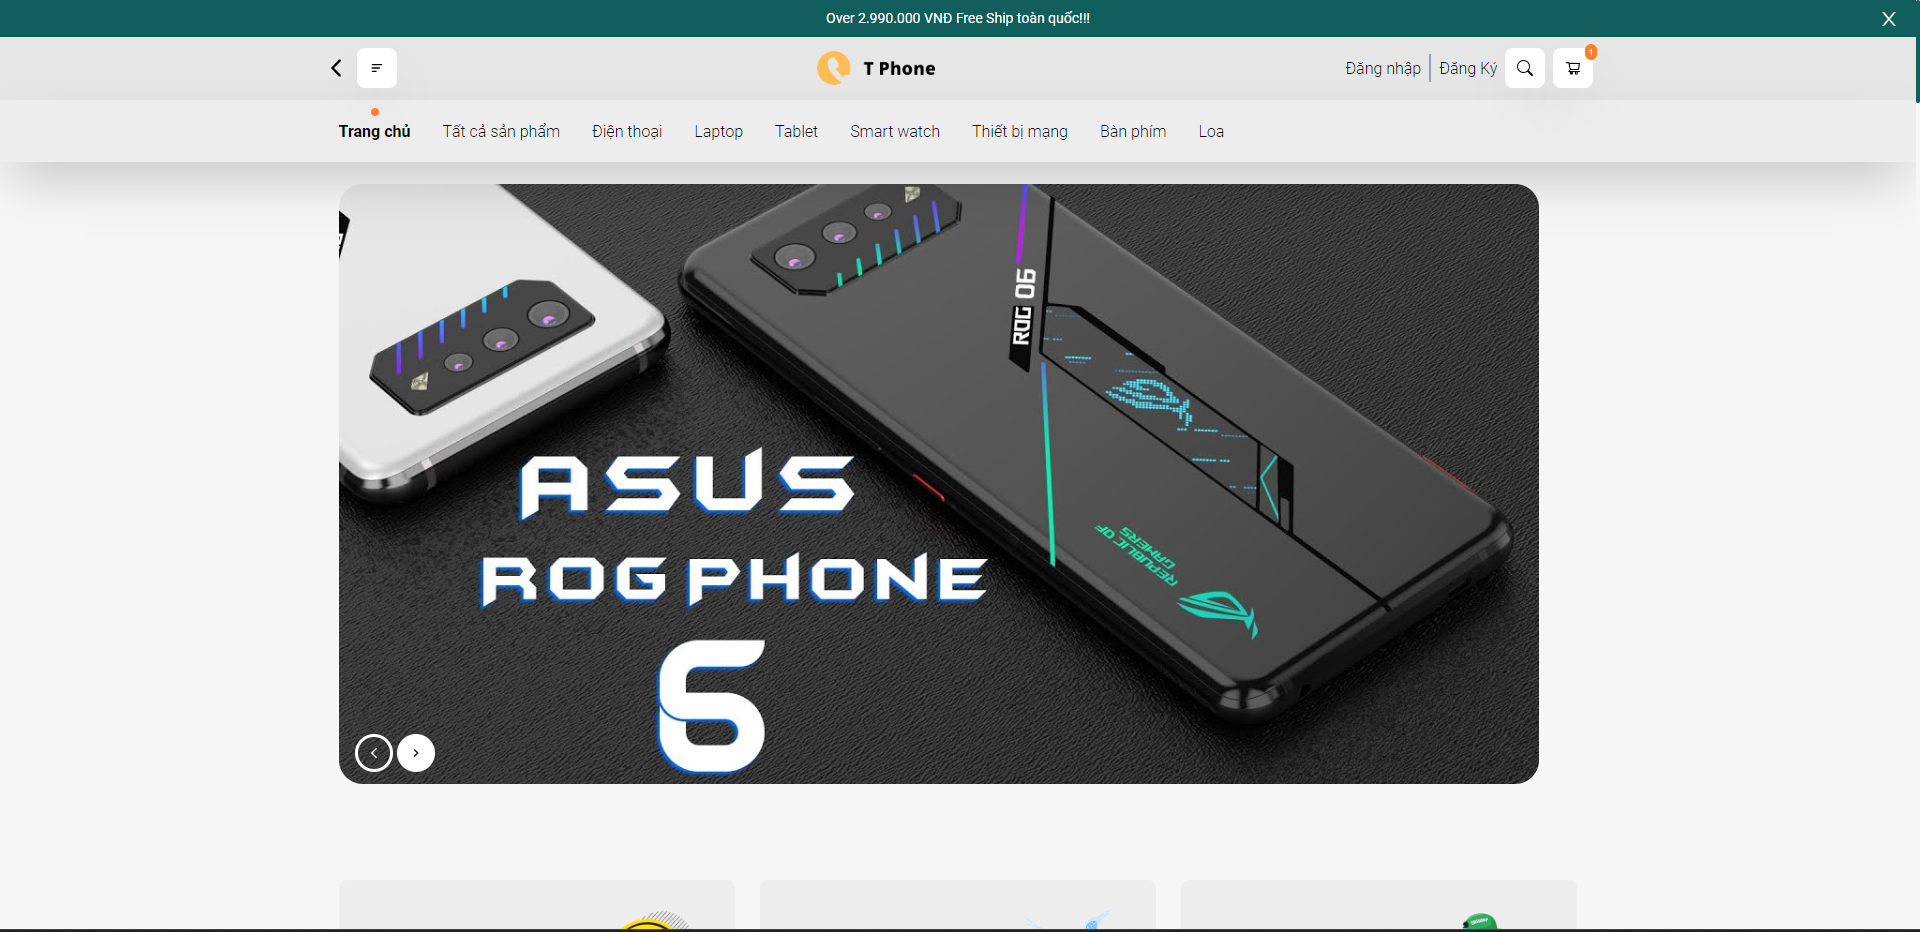 Over 2.990.000 VNĐ Free Ship toàn quốc!!!
X
T Phone
Đăng nhập
Đăng Ký
1
Trang chủ
Tất cả sản phẩm
Điện thoại
Laptop
Tablet
Smart watch
Thiết bị mạng
Bàn phím
Loa
ROG 06
ASUS
ROG PHONE
6
REPUBLIC OF
GAMERS